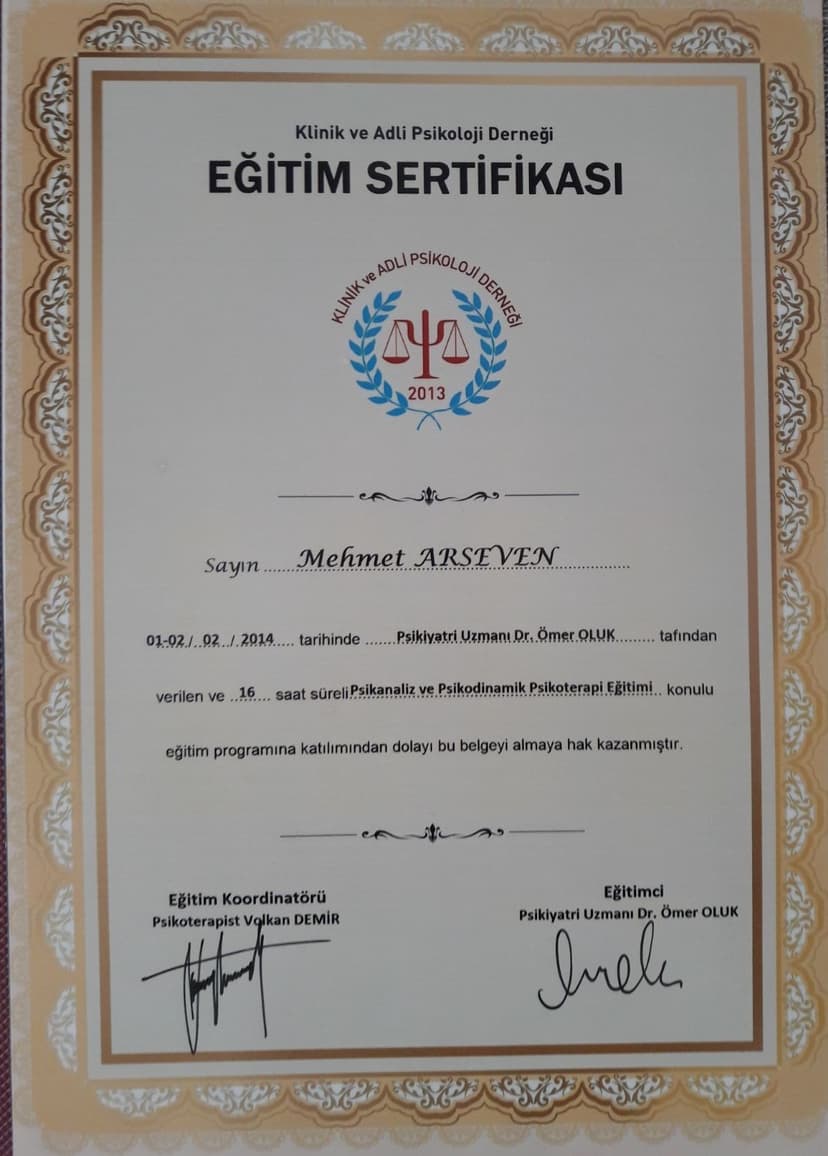 Klinik ve Adli Psikoloji Derneği
EĞİTİM SERTİFİKASI
KLİNİK ve ADLİ PSİKOLOJİ DERNEĞİ
2013
Sayın ......Mehmet ARSEVEN..............
01-02./..02../.2014.... tarihinde .......Psikiyatri Uzmanı Dr. Ömer OLUK......... tafından
verilen ve ..16... saat süreli.Psikanaliz ve Psikodinamik Psikoterapi Eğitimi.. konulu
eğitim programına katılımından dolayı bu belgeyi almaya hak kazanmıştır.
Eğitim Koordinatörü
Psikoterapist Volkan DEMİR
Eğitimci
Psikiyatri Uzmanı Dr. Ömer OLUK